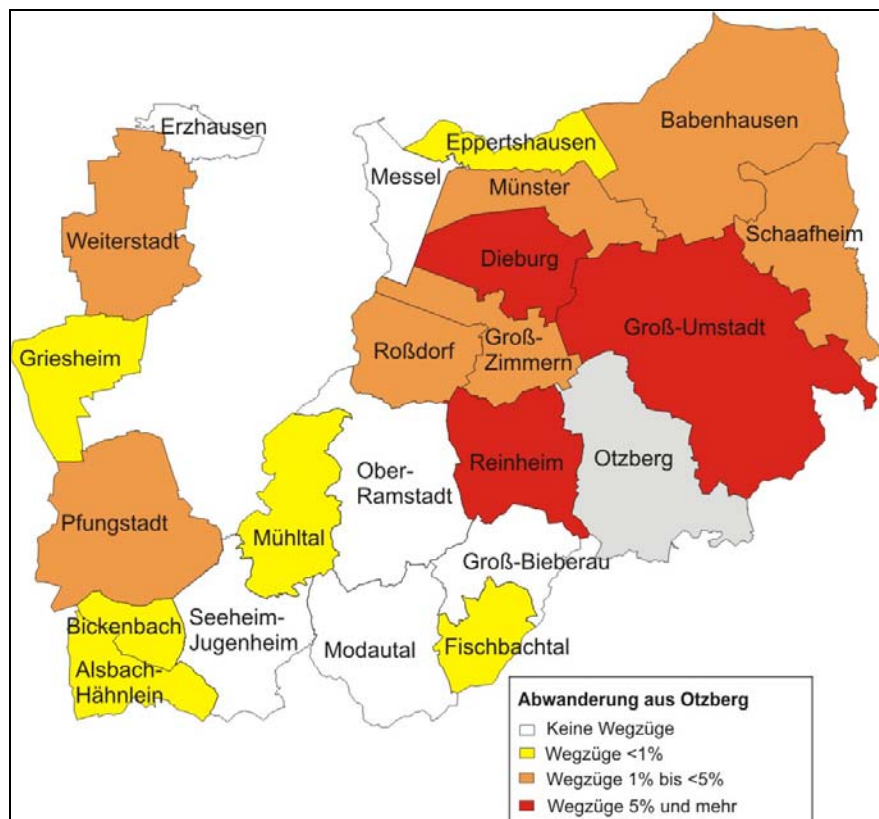 Erzhausen
Babenhausen
Eppertshausen
Messel
Münster
Weiterstadt
Schaafheim
Dieburg
Groß-Umstadt
Griesheim
Roßdorf
Groß-
Zimmern
Otzberg
Reinheim
Ober-
Ramstadt
Pfungstadt
Mühltal
Groß-Bieberau
Seeheim-
Jugenheim
Bickenbach
Modautal
Fischbachtal
Alsbach-
Hähnlein
Abwanderung aus Otzberg
Keine Wegzüge
Wegzüge <1%
Wegzüge 1% bis <5%
Wegzüge 5% und mehr